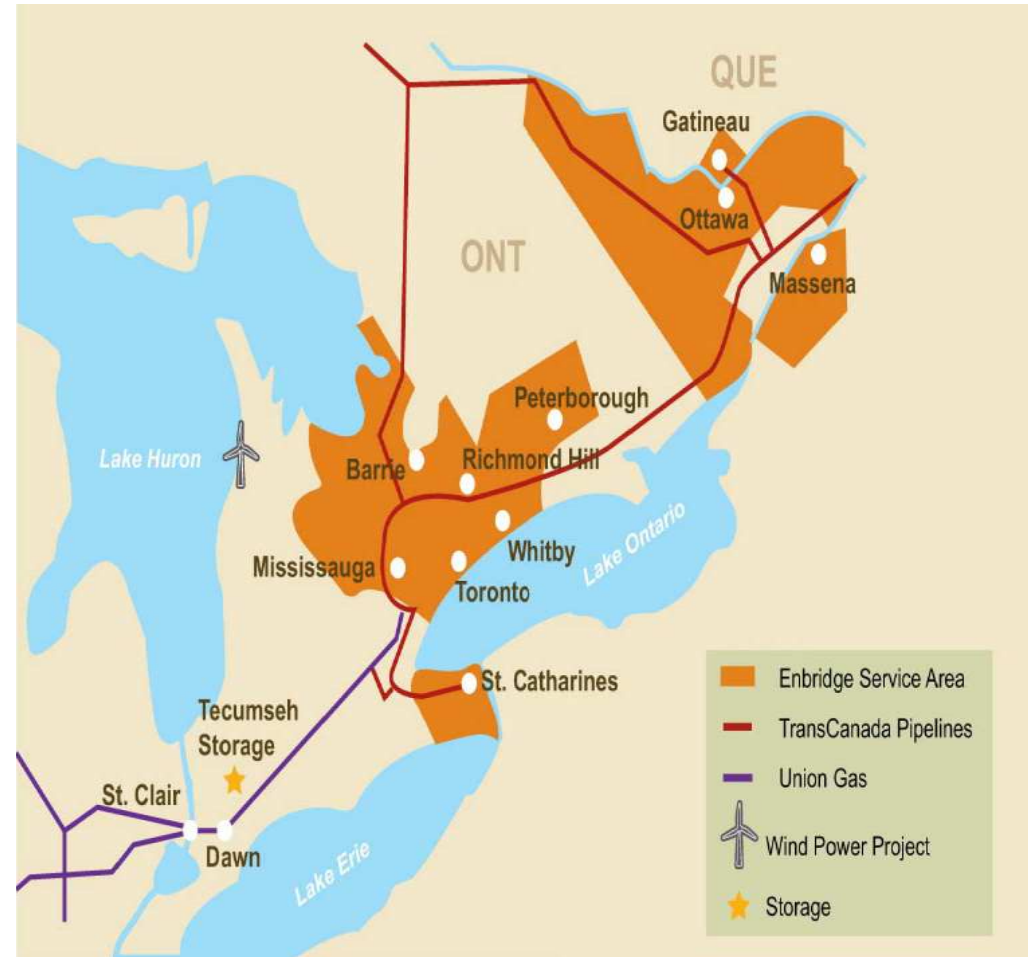 QUE
Gatineau
Ottawa
ONT
Massena
Peterborough
Lake Huron
Barrie
Richmond Hill
Lake Ontario
Whitby
Mississauga
Toronto
St. Catharines
Tecumseh
Storage
St. Clair
Dawn
Lake Erie
Enbridge Service Area
TransCanada Pipelines
Union Gas
Wind Power Project
Storage